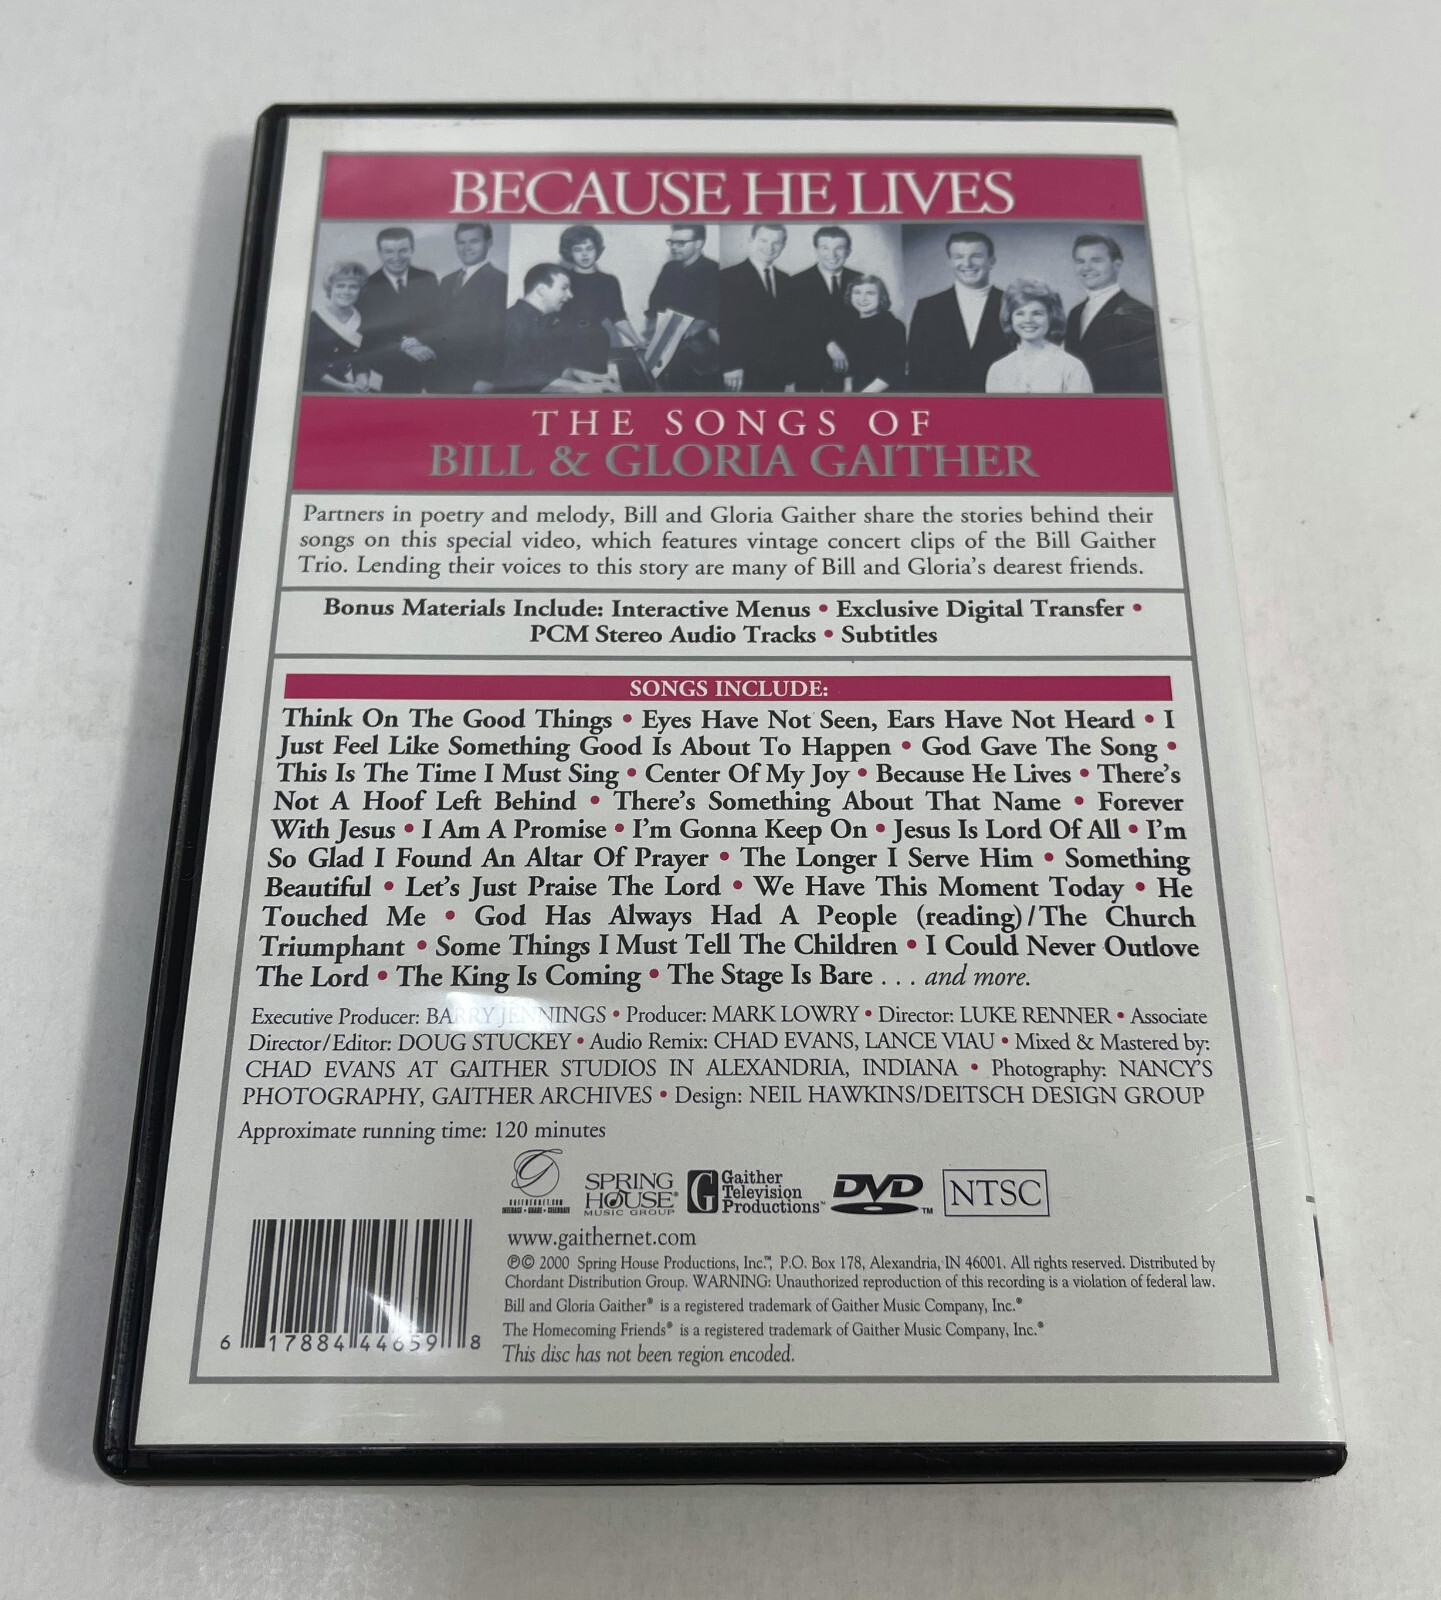 BECAUSE HE LIVES
THE SONGS OF
BILL & GLORIA GAITHER
Partners in poetry and melody, Bill and Gloria Gaither share the stories behind their
songs on this special video, which features vintage concert clips of the Bill Gaither
Trio. Lending their voices to this story are many of Bill and Gloria's dearest friends.
Bonus Materials Include: Interactive Menus • Exclusive Digital Transfer •
PCM Stereo Audio Tracks • Subtitles
SONGS INCLUDE:
Think On The Good Things • Eyes Have Not Seen, Ears Have Not Heard • I
Just Feel Like Something Good Is About To Happen • God Gave The Song •
This Is The Time I Must Sing • Center Of My Joy • Because He Lives • There's
Not A Hoof Left Behind • There's Something About That Name • Forever
With Jesus • I Am A Promise • I'm Gonna Keep On • Jesus Is Lord Of All • I'm
So Glad I Found An Altar Of Prayer • The Longer I Serve Him • Something
Beautiful • Let's Just Praise The Lord • We Have This Moment Today • He
Touched Me • God Has Always Had A People (reading)/The Church
Triumphant • Some Things I Must Tell The Children • I Could Never Outlove
The Lord • The King Is Coming • The Stage Is Bare . . . and more.
Executive Producer: BARRY JENNINGS • Producer: MARK LOWRY • Director: LUKE RENNER • Associate
Director/Editor: DOUG STUCKEY • Audio Remix: CHAD EVANS, LANCE VIAU • Mixed & Mastered by:
CHAD EVANS AT GAITHER STUDIOS IN ALEXANDRIA, INDIANA • Photography: NANCY'S
PHOTOGRAPHY, GAITHER ARCHIVES • Design: NEIL HAWKINS/DEITSCH DESIGN GROUP
Approximate running time: 120 minutes
SPRING
HOUSE®
MUSIC GROUP
G Gaither
Television
Productions™
DVD™
NTSC
www.gaithernet.com
℗© 2000 Spring House Productions, Inc.™, P.O. Box 178, Alexandria, IN 46001. All rights reserved. Distributed by
Chordant Distribution Group. WARNING: Unauthorized reproduction of this recording is a violation of federal law.
Bill and Gloria Gaither® is a registered trademark of Gaither Music Company, Inc.®
The Homecoming Friends® is a registered trademark of Gaither Music Company, Inc.®
This disc has not been region encoded.
6 17884 44659 8